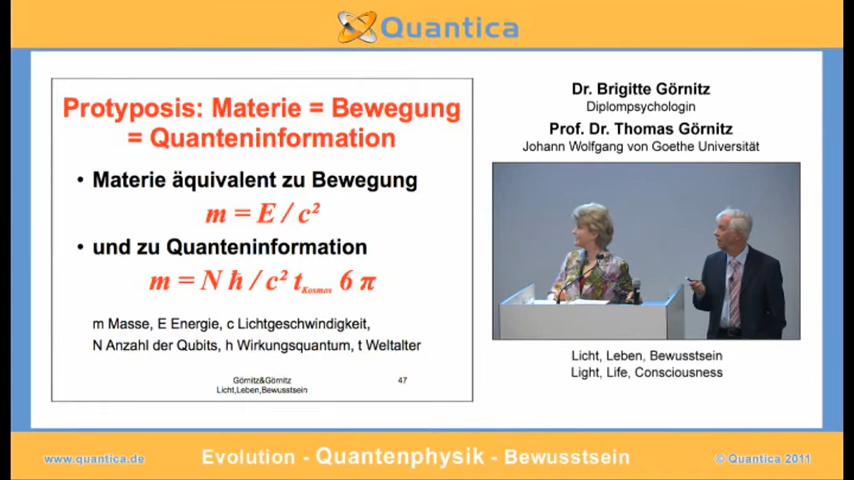 Quantica
Protyposis: Materie = Bewegung
= Quanteninformation
• Materie äquivalent zu Bewegung
m = E / c²
• und zu Quanteninformation
m = N ħ / c² t_Kosmos 6 π
m Masse, E Energie, c Lichtgeschwindigkeit,
N Anzahl der Qubits, h Wirkungsquantum, t Weltalter
Görnitz&Görnitz
Licht,Leben,Bewusstsein
47
Dr. Brigitte Görnitz
Diplompsychologin
Prof. Dr. Thomas Görnitz
Johann Wolfgang von Goethe Universität
Licht, Leben, Bewusstsein
Light, Life, Consciousness
www.quantica.de
Evolution - Quantenphysik - Bewusstsein
© Quantica 2011